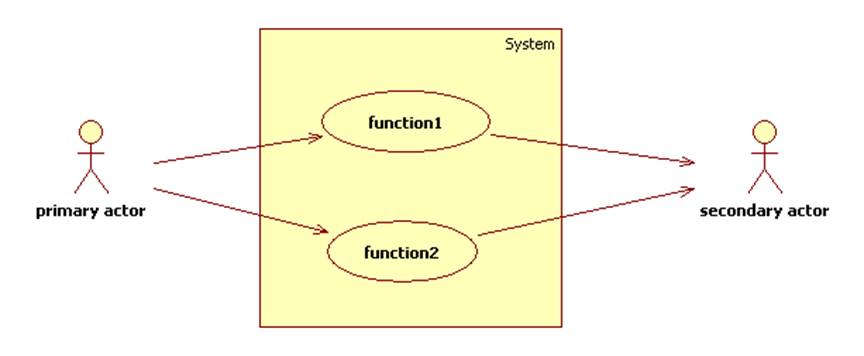 System
function1
primary actor
secondary actor
function2